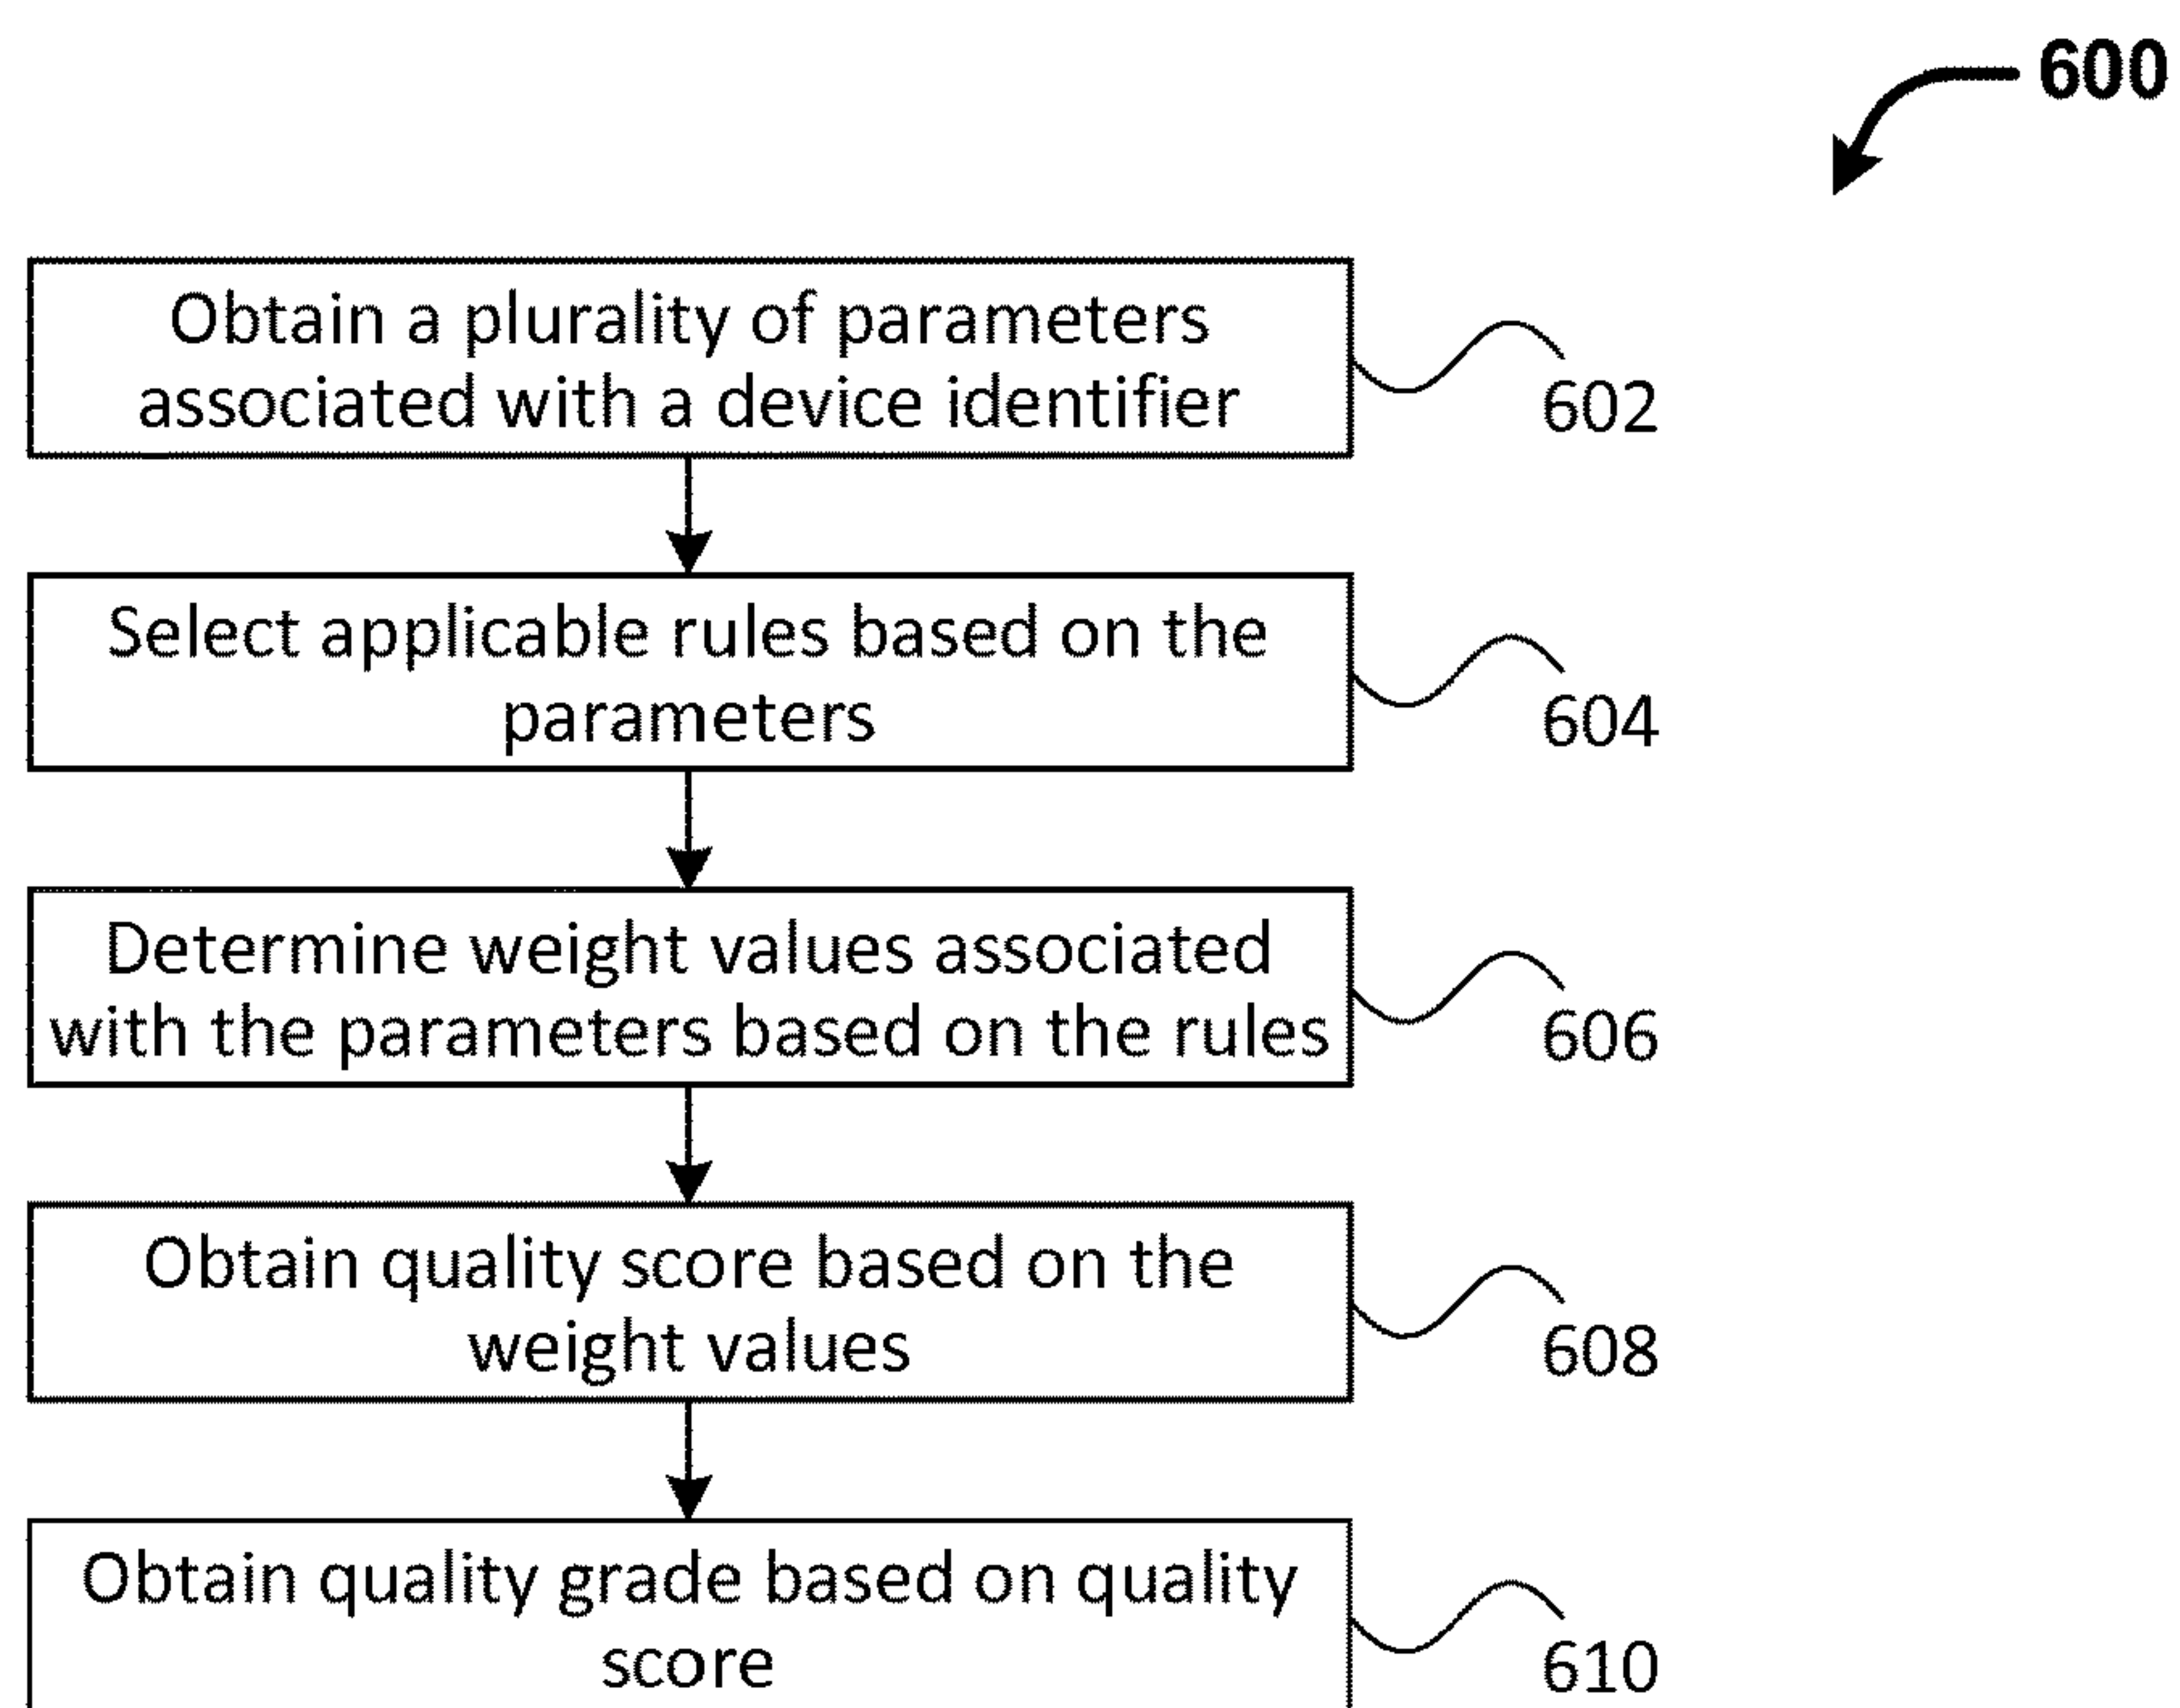 600
Obtain a plurality of parameters
associated with a device identifier
602
Select applicable rules based on the
parameters
604
Determine weight values associated
with the parameters based on the rules
606
Obtain quality score based on the
weight values
608
Obtain quality grade based on quality
score
610